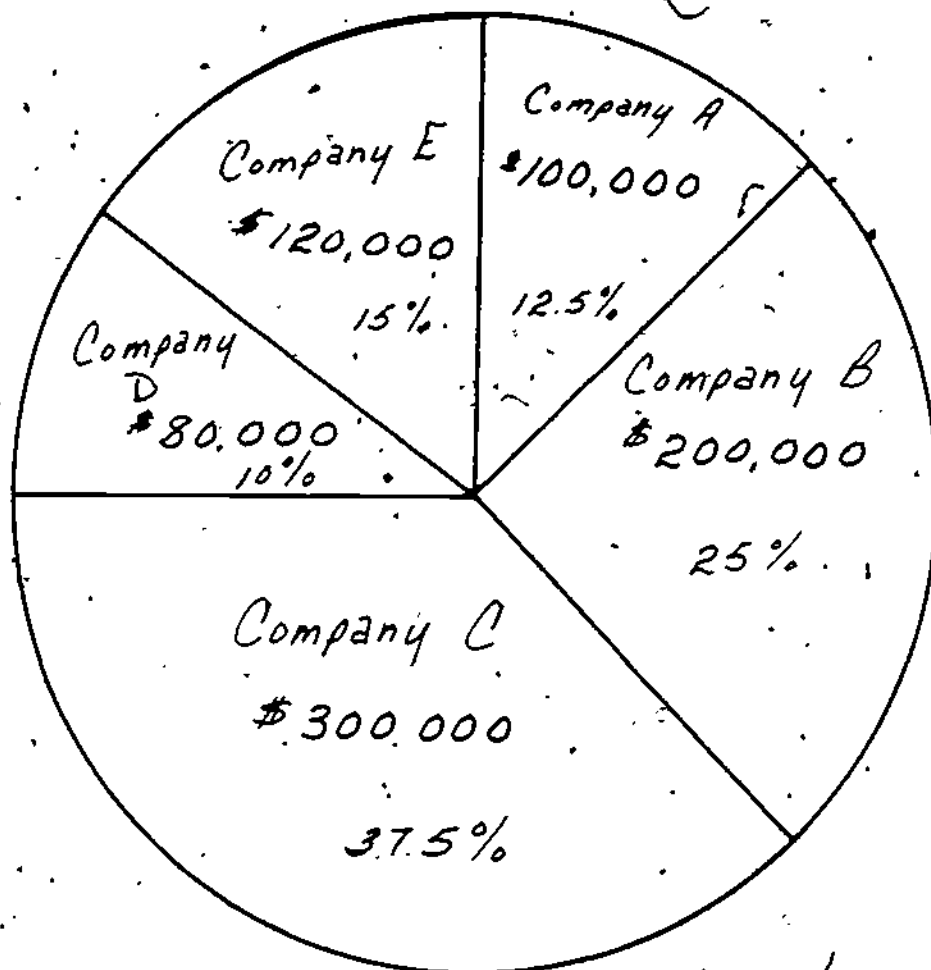 Company A
$100,000
12.5%
Company B
$200,000
25%
Company C
$300.000
37.5%
Company
D
$80.000
10%
Company E
$120,000
15%